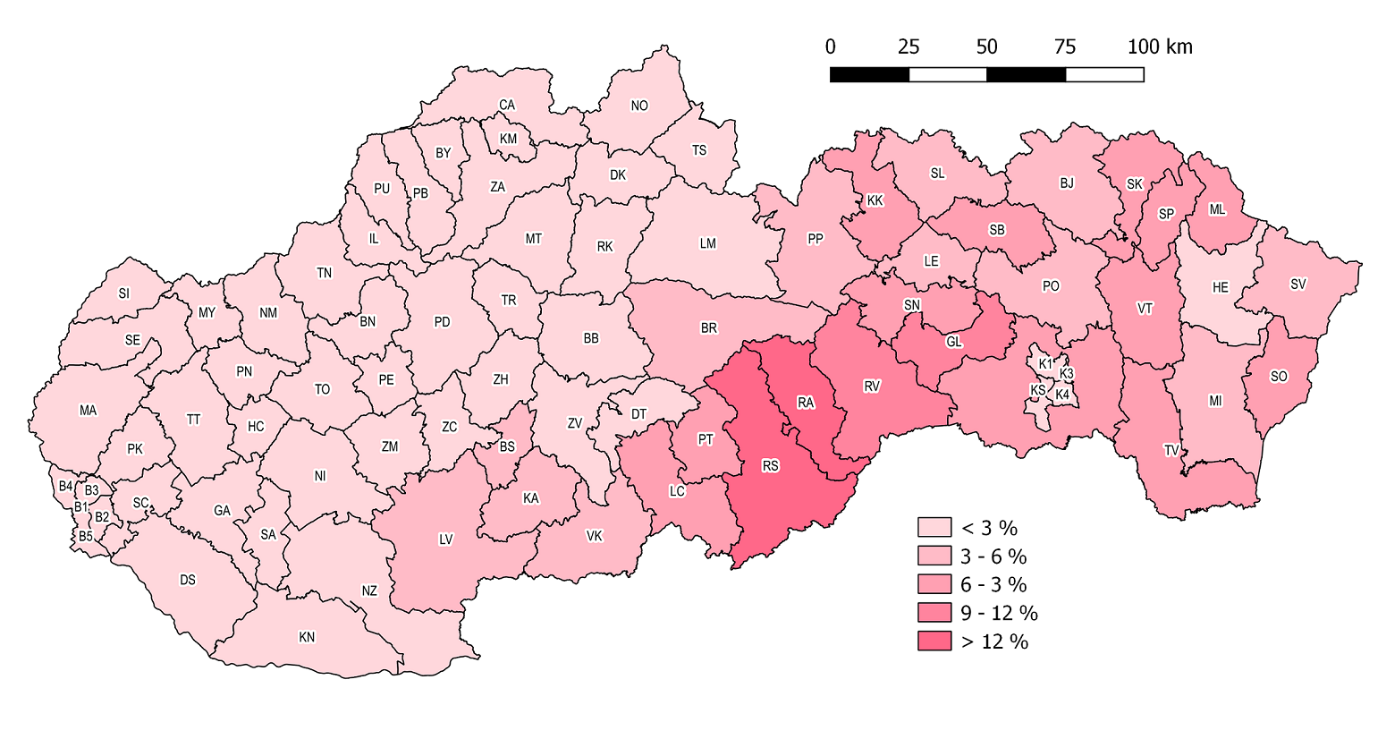 0 25 50 75 100 km
CA
NO
KM
BY
TS
DK
PU
PB
ZA
SL
BJ
SK
KK
SP
ML
IL
MT
RK
LM
PP
SB
TN
LE
SI
PO
HE
SV
MY
NM
BN
PD
TR
SN
VT
SE
BB
BR
GL
PN
TO
PE
ZH
RV
K1
K3
KS
K4
SO
MA
TT
HC
ZC
ZV
DT
RA
MI
PK
ZM
BS
PT
TV
RS
NI
B4
B3
B1
B2
B5
SC
GA
SA
KA
LC
LV
VK
DS
NZ
KN
< 3 %
3 - 6 %
6 - 3 %
9 - 12 %
> 12 %